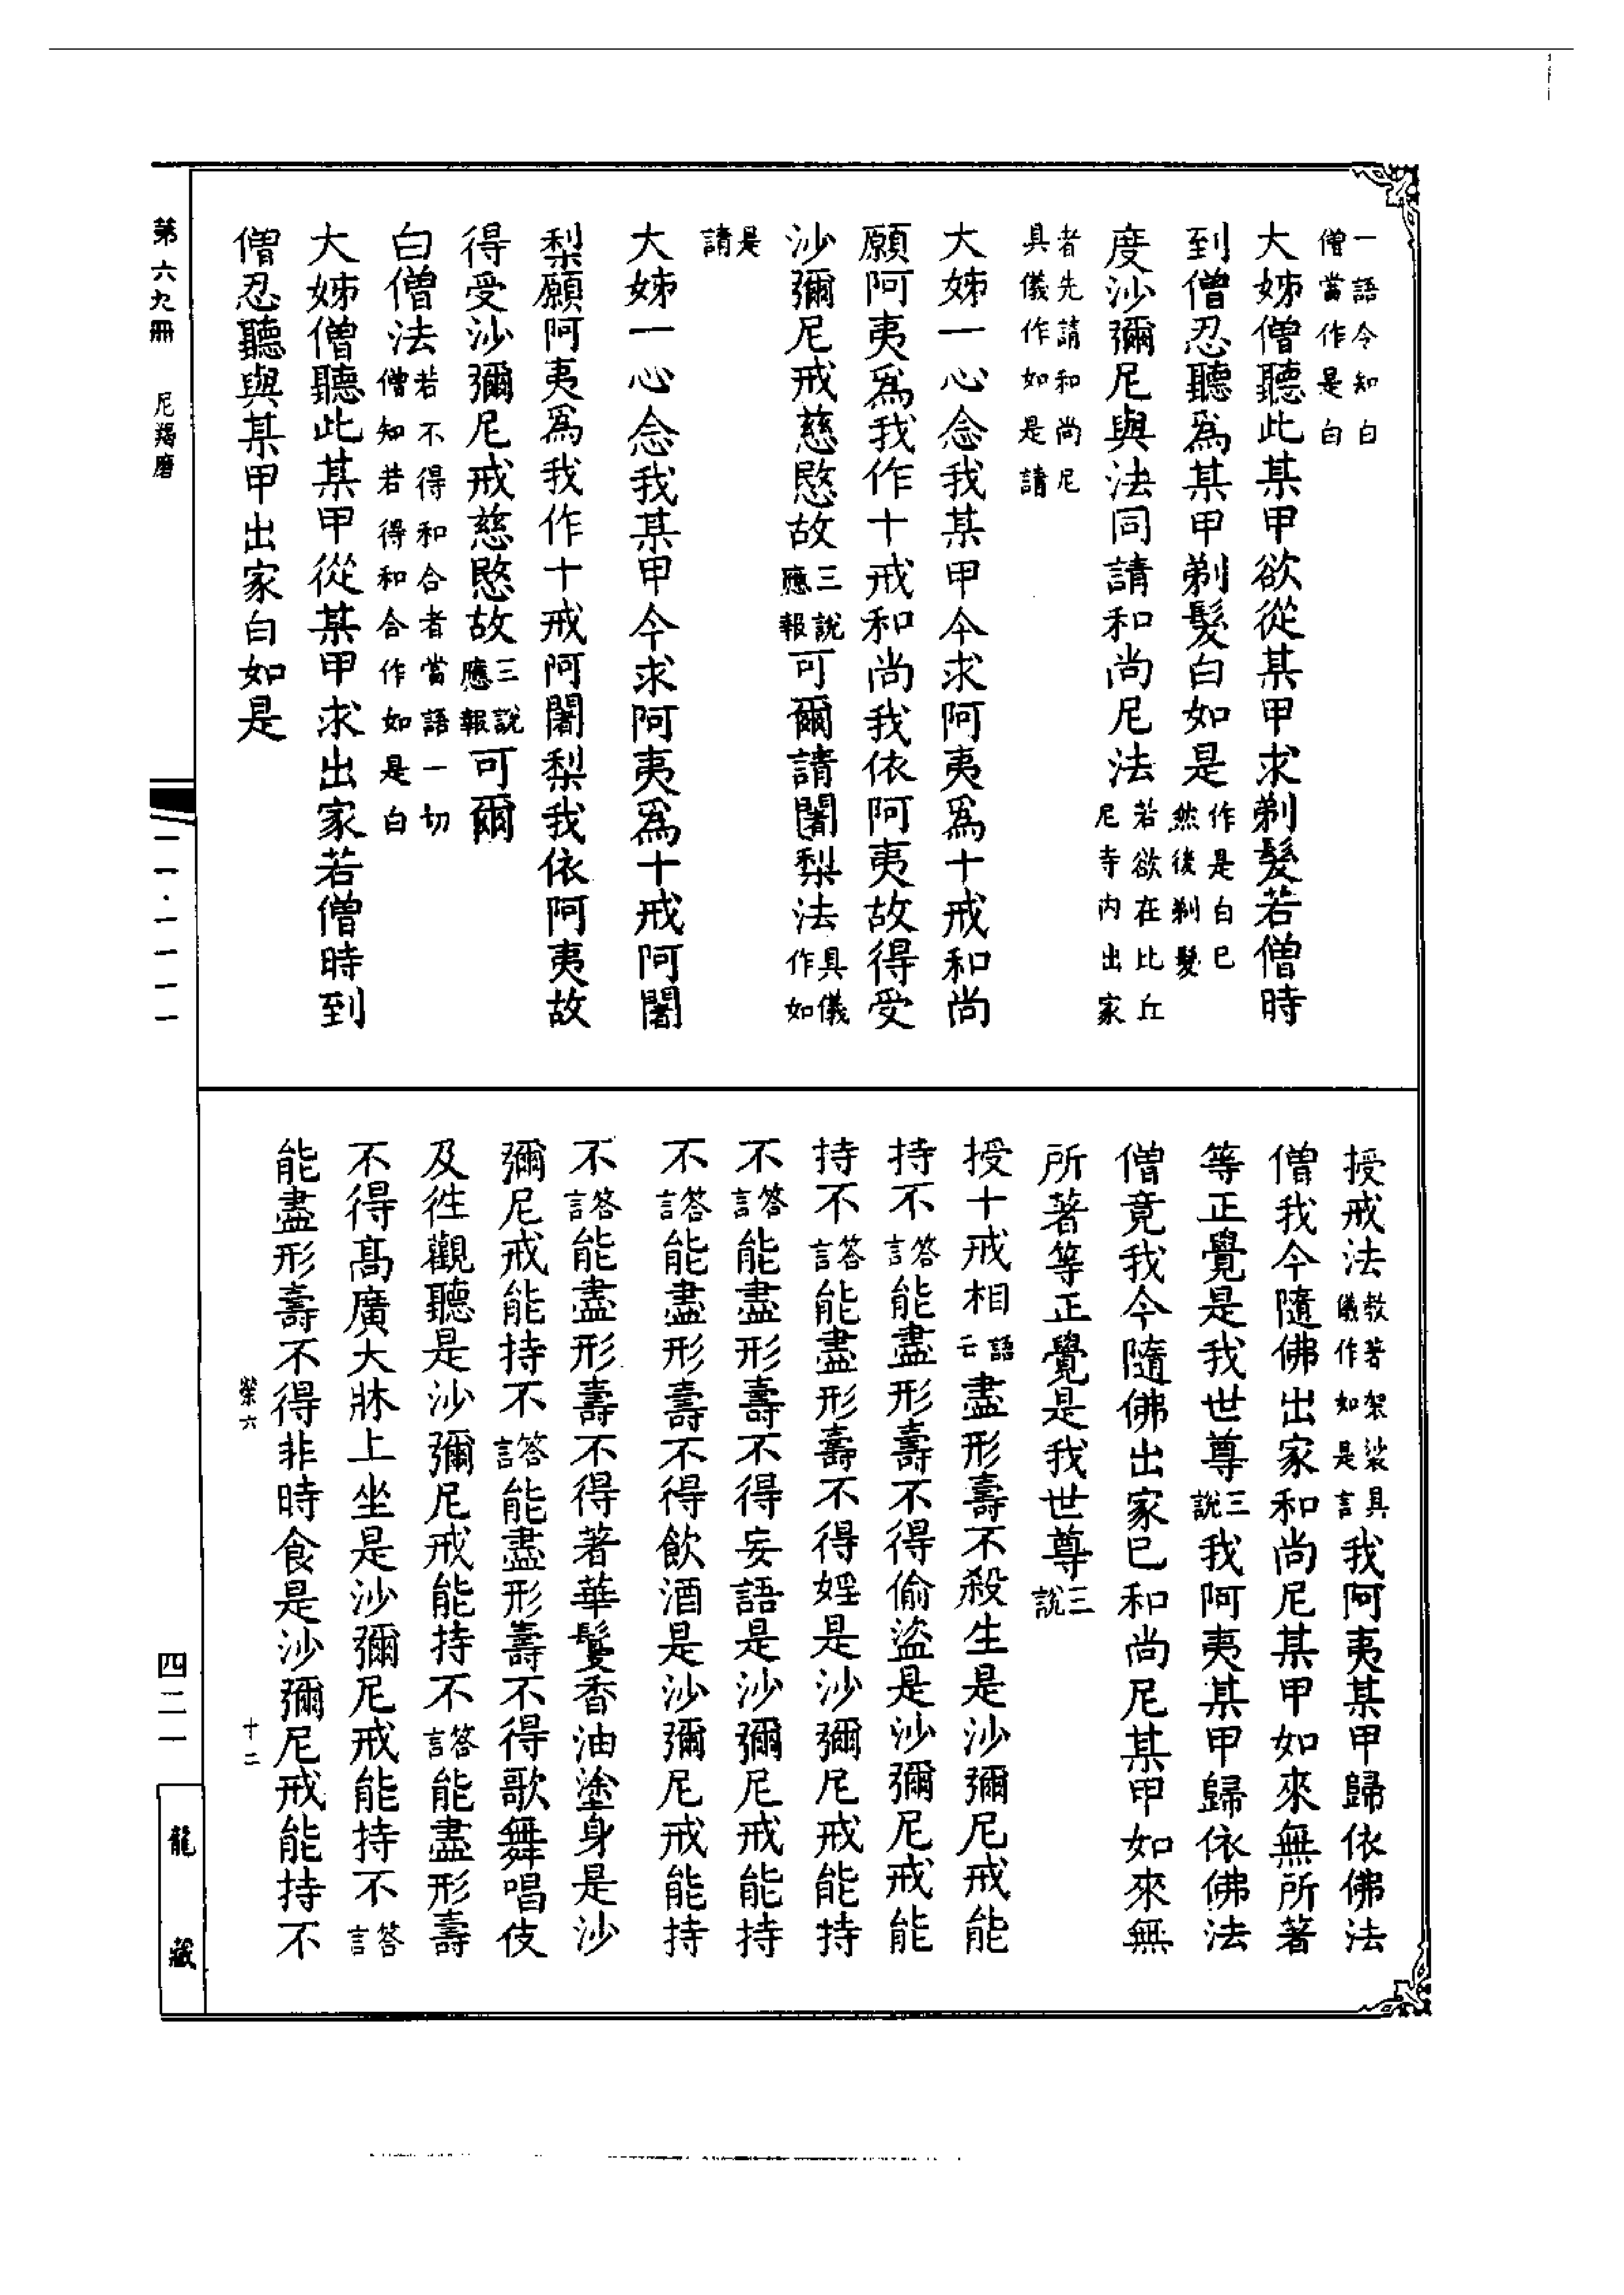 一語令知白
僧當作是白
大姊僧聽此某甲欲從某甲求剃髮若僧時
到僧忍聽為某甲剃髮白如是作是白已然後剃髮
度沙彌尼與法同請和尚尼法若欲在比丘尼寺內出家
者先請和尚尼具儀作如是請
大姊一心念我某甲今求阿夷為十戒和尚
願阿夷為我作十戒和尚我依阿夷故得受
沙彌尼戒慈愍故三說應報可爾請闍梨法具儀作如
是請
大姊一心念我某甲今求阿夷為十戒阿闍
梨願阿夷為我作十戒阿闍梨我依阿夷故
得受沙彌尼戒慈愍故三說應報可爾
白僧法若不得和合者當語一切僧知若得和合作如是白
大姊僧聽此某甲從某甲求出家若僧時到
僧忍聽與某甲出家白如是
授戒法教著袈裟具儀作如是言我阿夷某甲歸依佛法
僧我今隨佛出家和尚尼某甲如來無所著
等正覺是我世尊三說我阿夷某甲歸依佛法
僧竟我今隨佛出家已和尚尼某甲如來無
所著等正覺是我世尊三說
授十戒相語云盡形壽不殺生是沙彌尼戒能
持不答言能盡形壽不得偷盜是沙彌尼戒能
持不答言能盡形壽不得婬是沙彌尼戒能持
不答言能盡形壽不得妄語是沙彌尼戒能持
不答言能盡形壽不得飲酒是沙彌尼戒能持
不答言能盡形壽不得著華鬘香油塗身是沙
彌尼戒能持不答言能盡形壽不得歌舞唱伎
及徃觀聽是沙彌尼戒能持不答言能盡形壽
不得高廣大牀上坐是沙彌尼戒能持不答言
能盡形壽不得非時食是沙彌尼戒能持不
榮六
十二
第六九冊
尼羯磨
一一·一一一一
四二一
龍藏